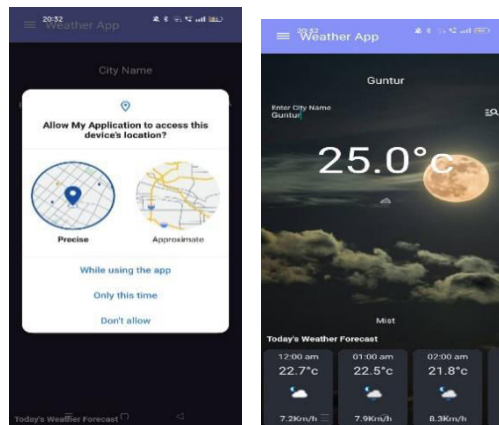 20:52
Weather App
City Name
Allow My Application to access this
device's location?
Precise
Approximate
While using the app
Only this time
Don't allow
Today's Weather Forecast
20:52
Weather App
Guntur
Enter City Name
Guntur
25.0°c
Mist
Today's Weather Forecast
12:00 am
01:00 am
02:00 am
22.7°c
22.5°c
21.8°c
7.2Km/h
7.9Km/h
8.3Km/h